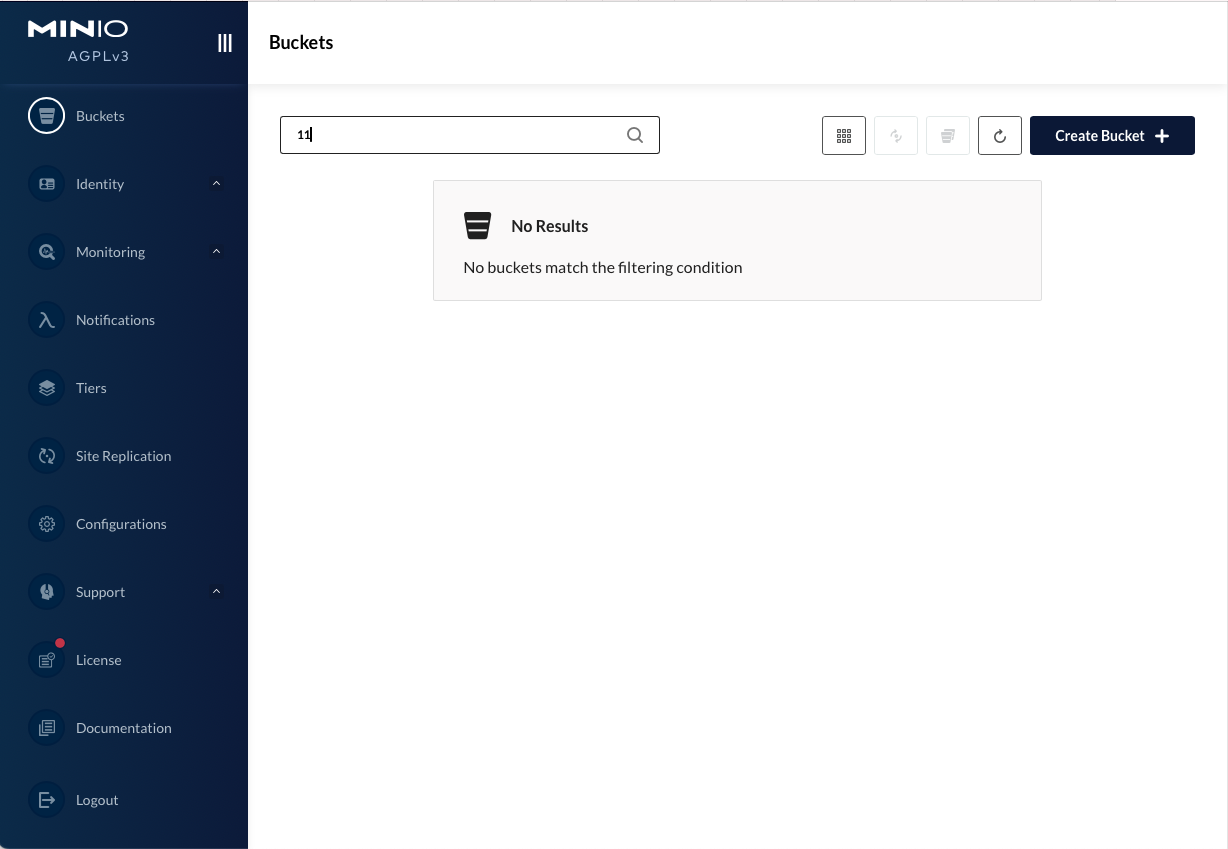 MINIO
AGPLv3
Buckets
Identity
Monitoring
Notifications
Tiers
Site Replication
Configurations
Support
License
Documentation
Logout
Buckets
11
Create Bucket
No Results
No buckets match the filtering condition